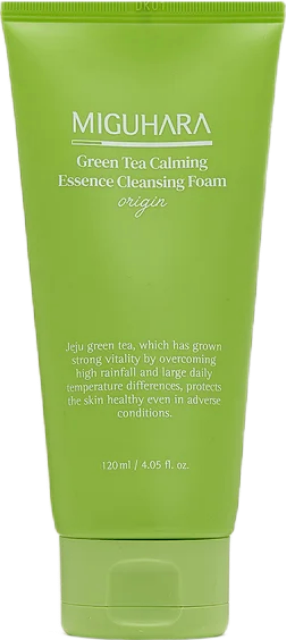 MIGUHARA
Green Tea Calming
Essence Cleansing Foam
origin
Jeju green tea, which has grown
strong vitality by overcoming
high rainfall and large daily
temperature differences, protects
the skin healthy even in adverse
conditions.
120ml / 4.05 fl. oz.